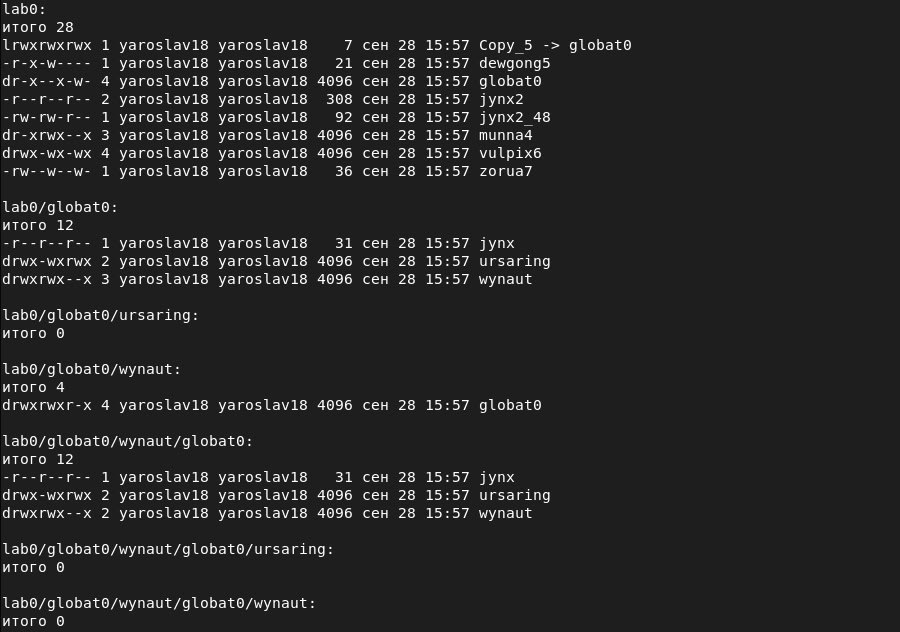 lab0:
итого 28
lrwxrwxrwx 1 yaroslav18 yaroslav18    7 сен 28 15:57 Copy_5 -> globat0
-r-x-w---- 1 yaroslav18 yaroslav18   21 сен 28 15:57 dewgong5
dr-x--x-w- 4 yaroslav18 yaroslav18 4096 сен 28 15:57 globat0
-r--r--r-- 2 yaroslav18 yaroslav18  308 сен 28 15:57 jynx2
-rw-rw-r-- 1 yaroslav18 yaroslav18   92 сен 28 15:57 jynx2_48
dr-xrwx--x 3 yaroslav18 yaroslav18 4096 сен 28 15:57 munna4
drwx-wx-wx 4 yaroslav18 yaroslav18 4096 сен 28 15:57 vulpix6
-rw--w--w- 1 yaroslav18 yaroslav18   36 сен 28 15:57 zorua7

lab0/globat0:
итого 12
-r--r--r-- 1 yaroslav18 yaroslav18   31 сен 28 15:57 jynx
drwx-wxrwx 2 yaroslav18 yaroslav18 4096 сен 28 15:57 ursaring
drwxrwx--x 3 yaroslav18 yaroslav18 4096 сен 28 15:57 wynaut

lab0/globat0/ursaring:
итого 0

lab0/globat0/wynaut:
итого 4
drwxrwxr-x 4 yaroslav18 yaroslav18 4096 сен 28 15:57 globat0

lab0/globat0/wynaut/globat0:
итого 12
-r--r--r-- 1 yaroslav18 yaroslav18   31 сен 28 15:57 jynx
drwx-wxrwx 2 yaroslav18 yaroslav18 4096 сен 28 15:57 ursaring
drwxrwx--x 2 yaroslav18 yaroslav18 4096 сен 28 15:57 wynaut

lab0/globat0/wynaut/globat0/ursaring:
итого 0

lab0/globat0/wynaut/globat0/wynaut:
итого 0